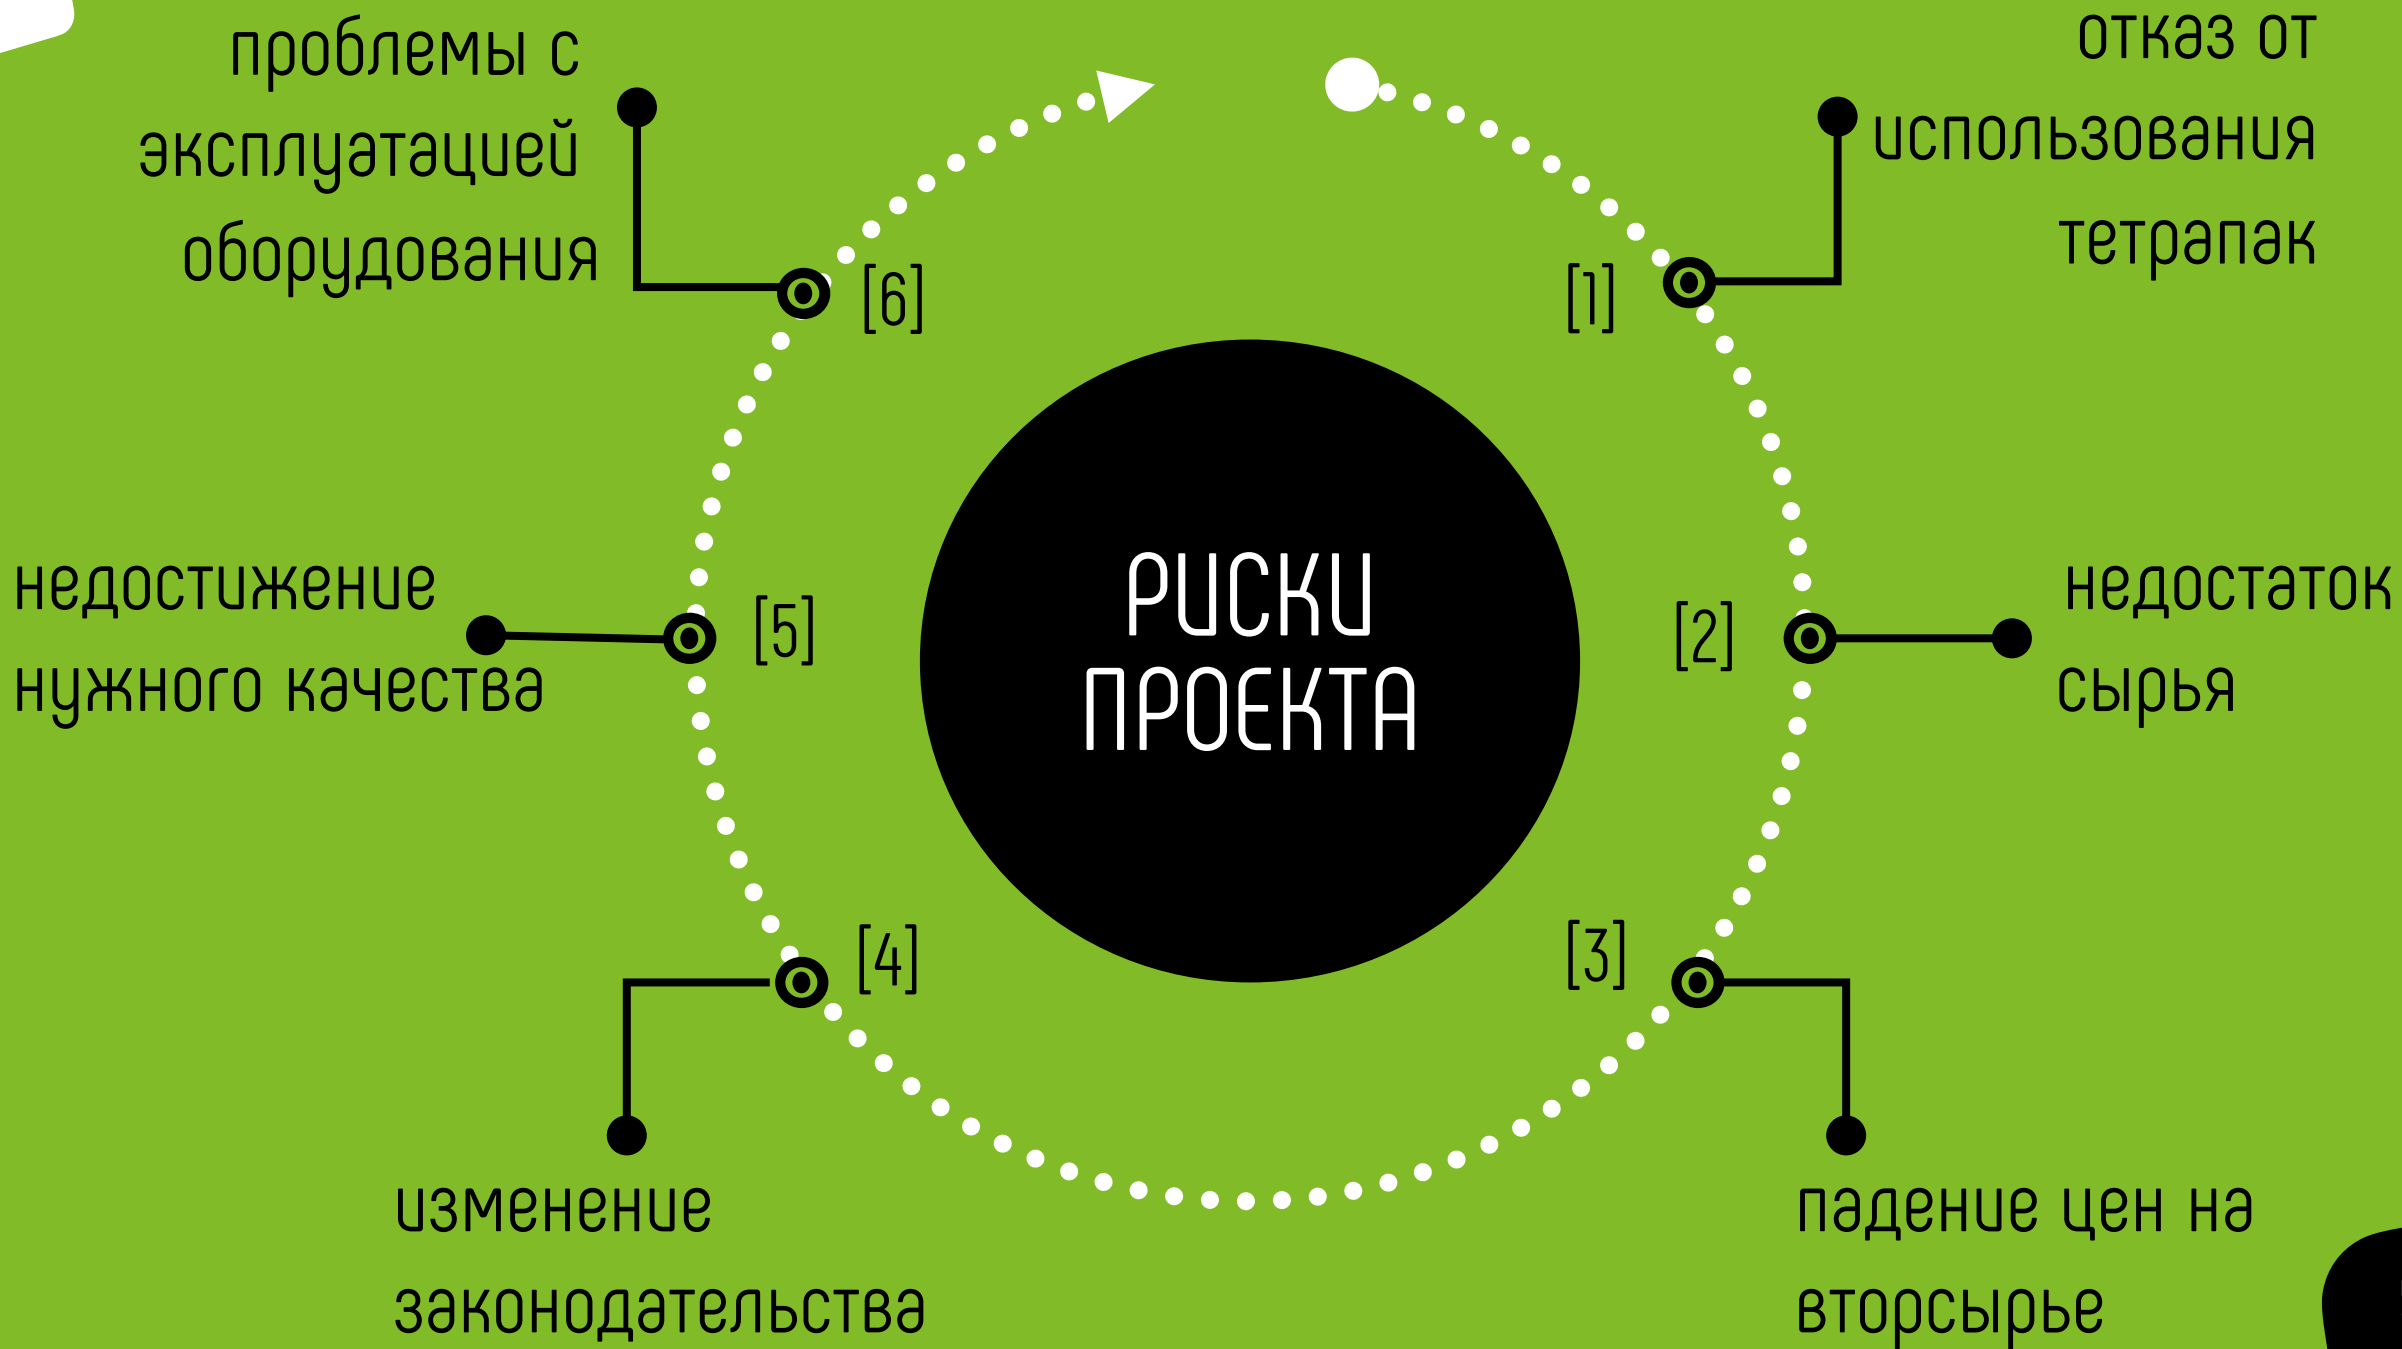 проблемы с
эксплуатацией
оборудования
[6]
отказ от
использования
тетрапак
[1]
РИСКИ
ПРОЕКТА
недостижение
нужного качества
[5]
[2]
недостаток
сырья
[4]
[3]
изменение
законодательства
падение цен на
вторсырье